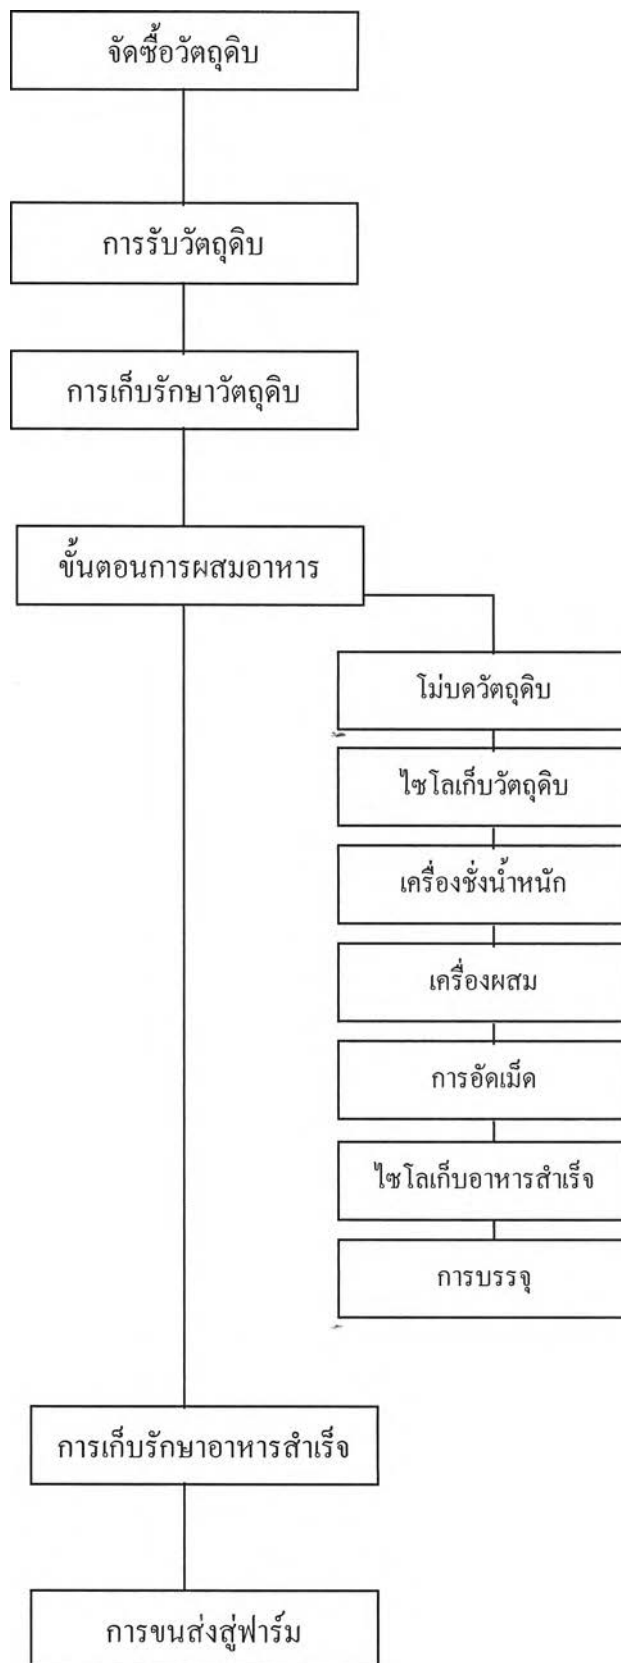 จัดซื้อวัตถุดิบ
การรับวัตถุดิบ
การเก็บรักษาวัตถุดิบ
ขั้นตอนการผสมอาหาร
โม่บดวัตถุดิบ
ไซโลเก็บวัตถุดิบ
เครื่องชั่งน้ำหนัก
เครื่องผสม
การอัดเม็ด
ไซโลเก็บอาหารสำเร็จ
การบรรจุ
การเก็บรักษาอาหารสำเร็จ
การขนส่งสู่ฟาร์ม